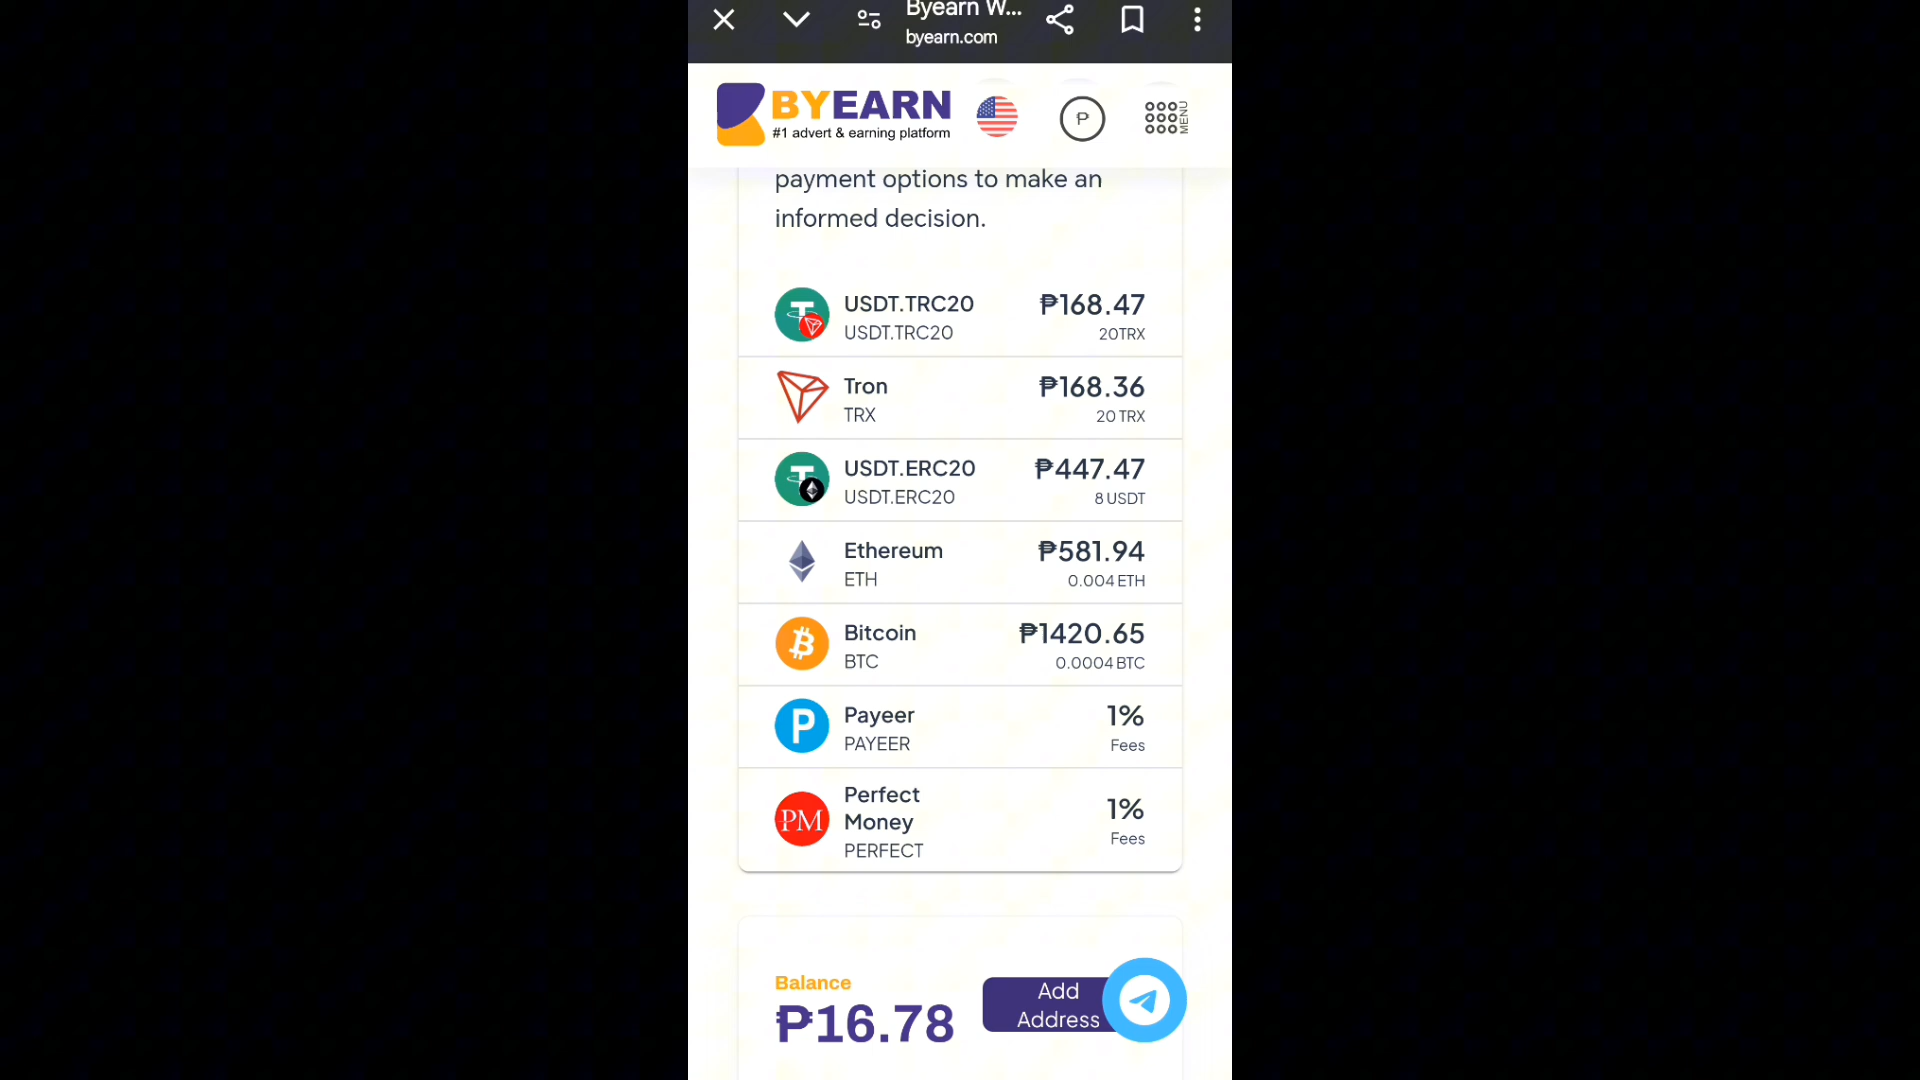 Byearn W...
byearn.com
BYEARN
#1 advert & earning platform
₱
MENU
payment options to make an
informed decision.
USDT.TRC20
₱168.47
USDT.TRC20
20TRX
Tron
₱168.36
TRX
20 TRX
USDT.ERC20
₱447.47
USDT.ERC20
8 USDT
Ethereum
₱581.94
ETH
0.004 ETH
Bitcoin
₱1420.65
BTC
0.0004 BTC
P
Payeer
1%
PAYEER
Fees
PM
Perfect
Money
1%
PERFECT
Fees
Balance
₱16.78
Add
Address